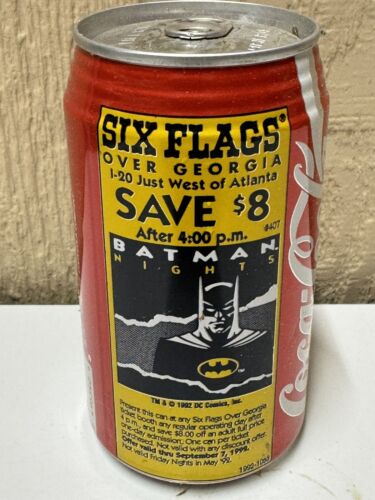 SIX FLAGS®
OVER GEORGIA
I-20 Just West of Atlanta
SAVE $8
#407
After 4:00 p.m.
BATMAN
NIGHTS
TM & © 1992 DC Comics, Inc.
Present this can at any Six Flags Over Georgia
ticket booth any regular operating day after
4 p.m. and save $8.00 off an adult full price
one-day admission. One can per ticket
purchased. Not valid with any discount offer.
Offer valid thru September 7, 1992.
Not valid Friday Nights in May '92.
1992-1053
Coca-Cola